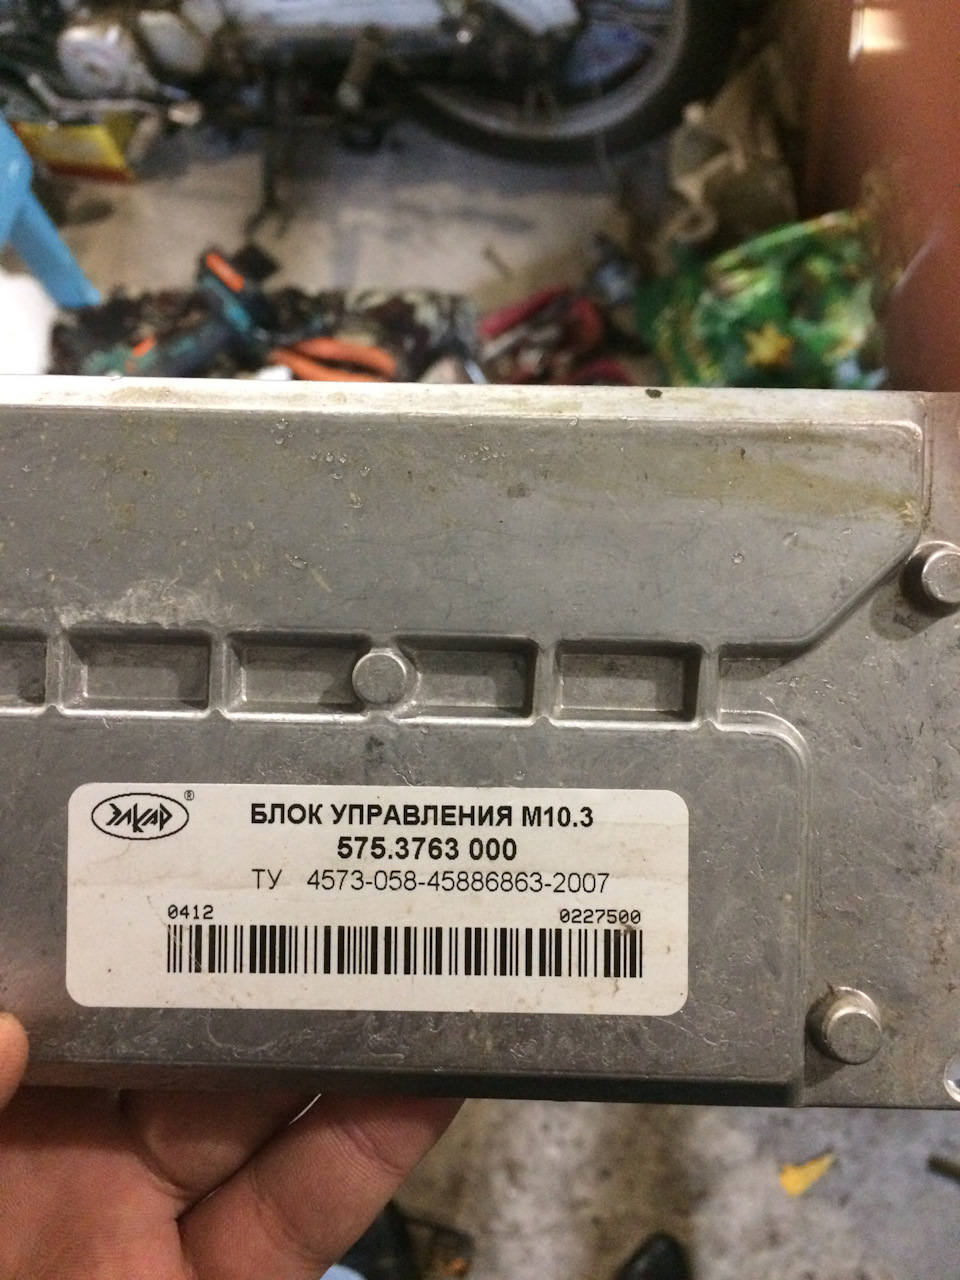 ЭЛКАР ®
БЛОК УПРАВЛЕНИЯ М10.3
575.3763 000
ТУ 4573-058-45886863-2007
0412 0227500